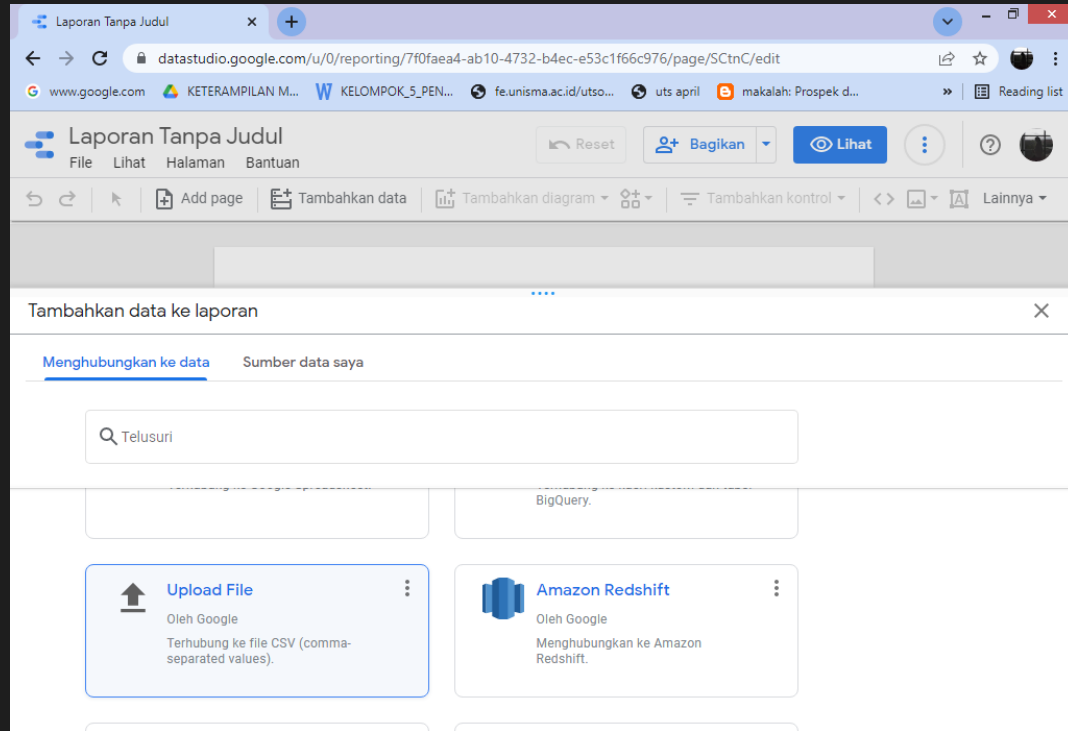 Laporan Tanpa Judul
datastudio.google.com/u/0/reporting/7f0faea4-ab10-4732-b4ec-e53c1f66c976/page/SCtnC/edit
www.google.com KETERAMPILAN M... KELOMPOK_5_PEN... fe.unisma.ac.id/utso... uts april makalah: Prospek d... » Reading list
Laporan Tanpa Judul
Reset Bagikan Lihat
File Lihat Halaman Bantuan
Add page Tambahkan data Tambahkan diagram Tambahkan kontrol Lainnya
Tambahkan data ke laporan
Menghubungkan ke data Sumber data saya
Telusuri
BigQuery.
Upload File
Oleh Google
Terhubung ke file CSV (comma-
separated values).
Amazon Redshift
Oleh Google
Menghubungkan ke Amazon
Redshift.